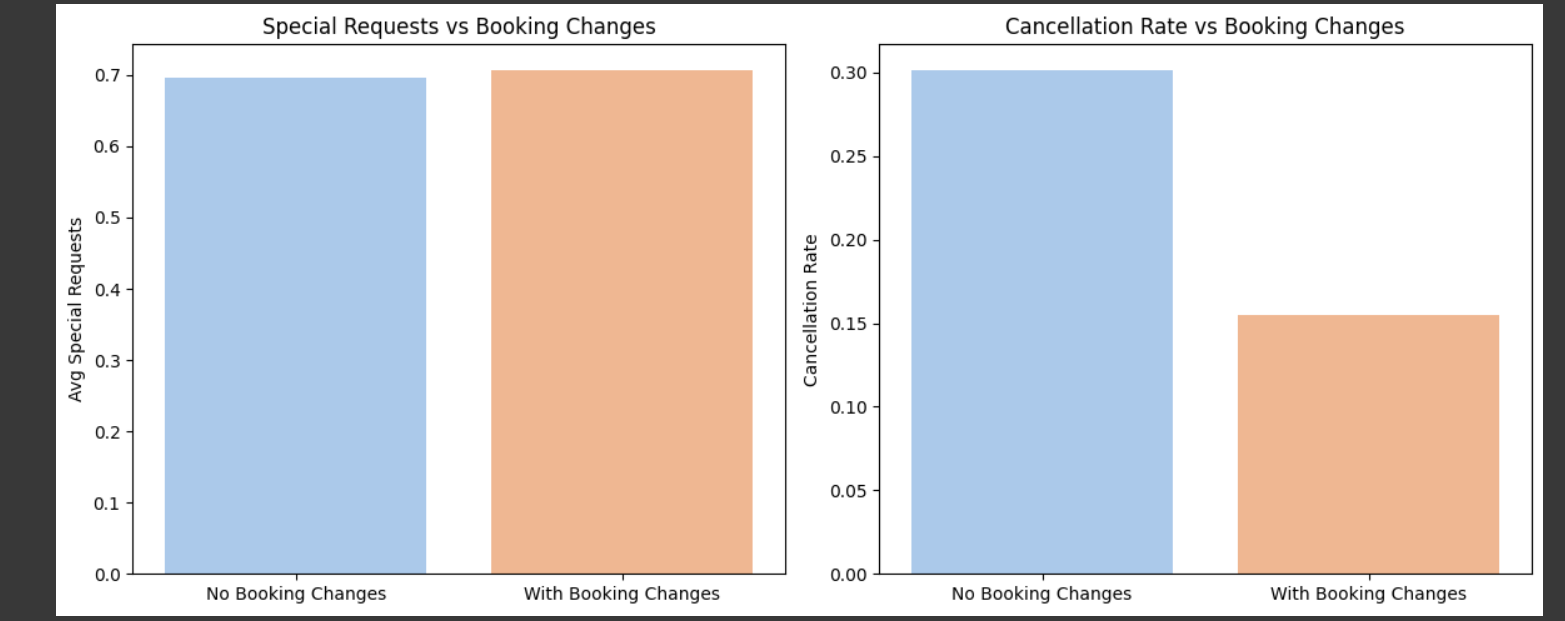 Special Requests vs Booking Changes
Avg Special Requests
0.7
0.6
0.5
0.4
0.3
0.2
0.1
0.0
No Booking Changes
With Booking Changes
Cancellation Rate vs Booking Changes
Cancellation Rate
0.30
0.25
0.20
0.15
0.10
0.05
0.00
No Booking Changes
With Booking Changes